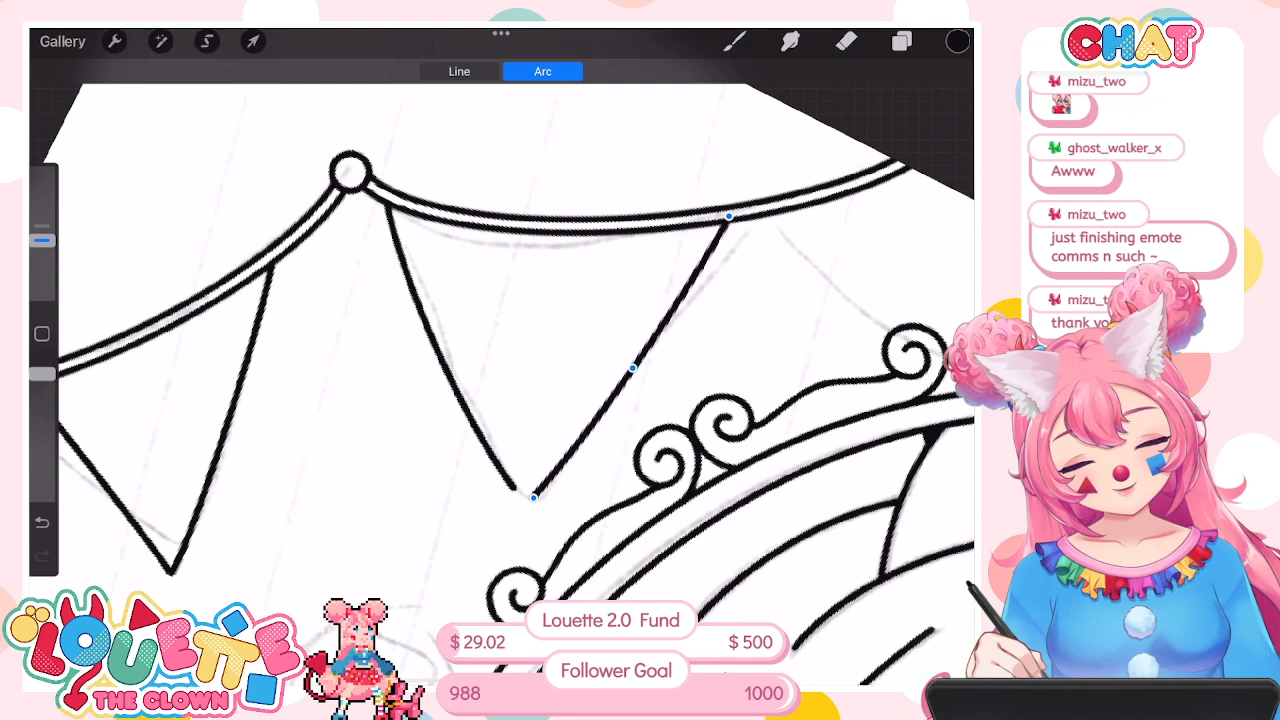 Gallery
Line
Arc
CHAT
mizu_two
ghost_walker_x
Awww
mizu_two
just finishing emote
comms n such ~
thank
LOUETTE
THE CLOWN
Louette 2.0 Fund
$ 29.02
$ 500
Follower Goal
988
1000